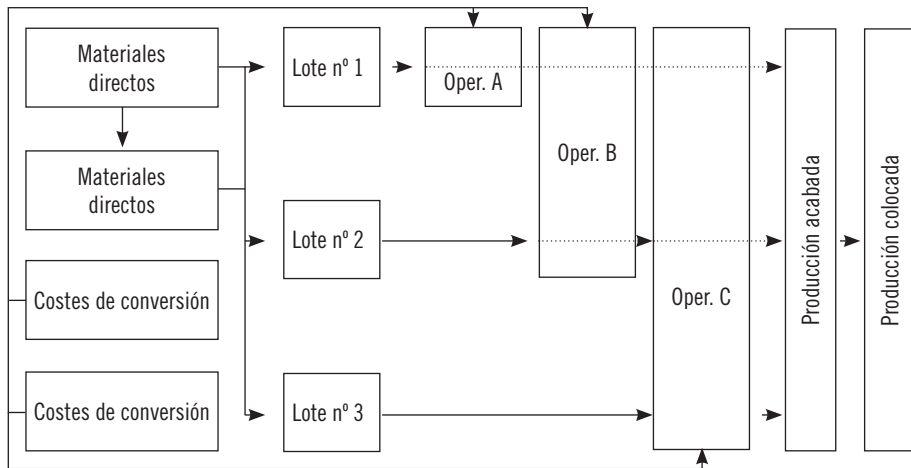 Materiales
directos
Materiales
directos
Costes de conversión
Costes de conversión
Lote nº 1
Lote nº 2
Lote nº 3
Oper. A
Oper. B
Oper. C
Producción acabada
Producción colocada